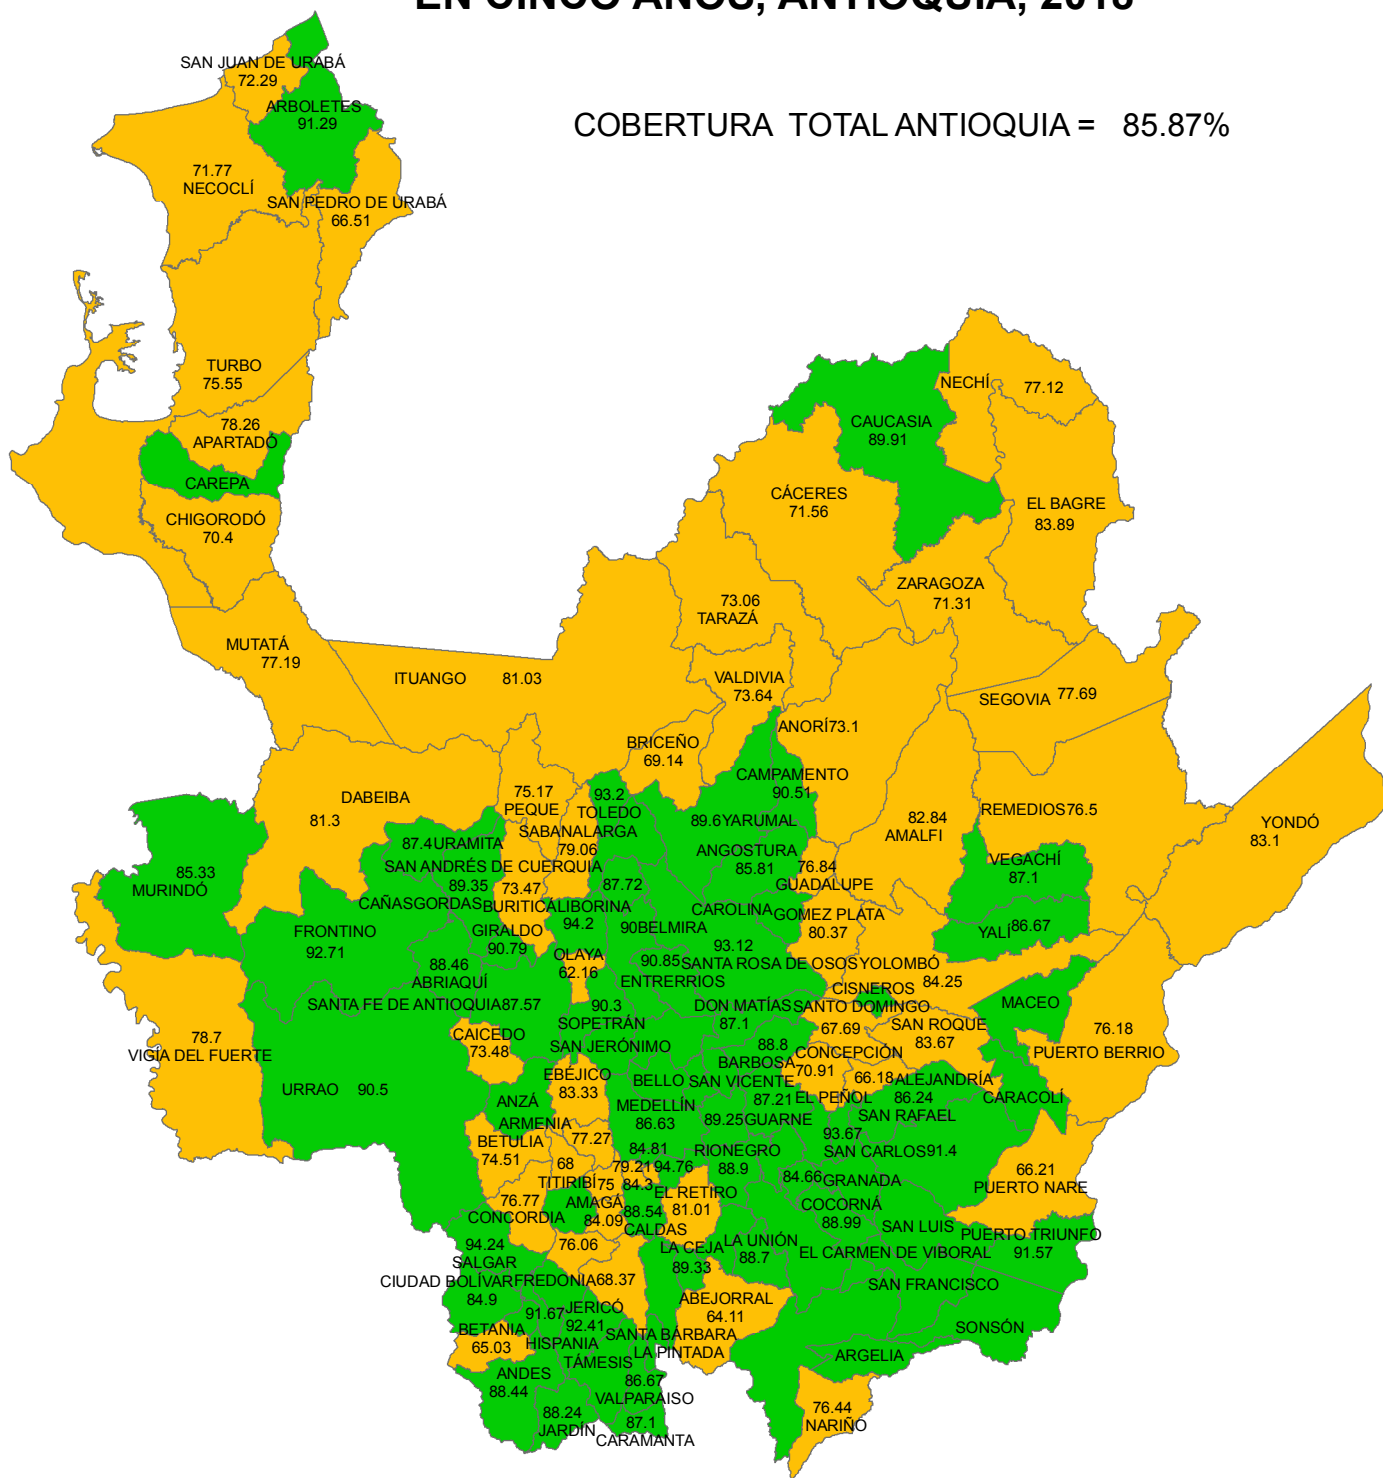 EN CINCO AÑOS, ANTIOQUIA, 2018
COBERTURA TOTAL ANTIOQUIA = 85.87%
SAN JUAN DE URABÁ
72.29
ARBOLETES
91.29
71.77
NECOCLÍ
SAN PEDRO DE URABÁ
66.51
TURBO
75.55
78.26
APARTADÓ
CAREPA
CHIGORODÓ
70.4
MUTATÁ
77.19
NECHÍ
77.12
CAUCASIA
89.91
CÁCERES
71.56
EL BAGRE
83.89
ZARAGOZA
71.31
73.06
TARAZÁ
ITUANGO 81.03
VALDIVIA
73.64
SEGOVIA 77.69
ANORÍ73.1
BRICEÑO
69.14
CAMPAMENTO
90.51
DABEIBA
81.3
75.17
PEQUE
93.2
TOLEDO
89.6YARUMAL
82.84
AMALFI
REMEDIOS76.5
YONDÓ
83.1
SABANALARGA
79.06
87.4URAMITA
ANGOSTURA
85.81
VEGACHÍ
87.1
SAN ANDRÉS DE CUERQUIA
89.35
CAÑASGORDAS
85.33
MURINDÓ
73.47
BURITICÁ
87.72
76.84
GUADALUPE
LIBORINA
94.2
CAROLINA
93.12
GOMEZ PLATA
80.37
YALÍ 86.67
FRONTINO
92.71
GIRALDO
90.79
90BELMIRA
OLAYA
62.16
88.46
ABRIAQUÍ
90.85
SANTA ROSA DE OSOS
ENTRERRIOS
YOLOMBÓ
84.25
CISNEROS
SANTA FE DE ANTIOQUIA87.57
90.3
SOPETRÁN
DON MATÍAS
87.1
SANTO DOMINGO
67.69
MACEO
SAN ROQUE
83.67
76.18
PUERTO BERRIO
78.7
VIGÍA DEL FUERTE
CAICEDO
73.48
SAN JERÓNIMO
88.8
BARBOSA
CONCEPCIÓN
70.91
EBÉJICO
83.33
BELLO
SAN VICENTE
87.21
66.18
ALEJANDRÍA
86.24
URRAO 90.5
ANZÁ
EL PEÑOL
CARACOLÍ
MEDELLÍN
86.63
89.25GUARNE
SAN RAFAEL
ARMENIA
77.27
93.67
BETULIA
74.51
84.81
RIONEGRO
88.9
SAN CARLOS91.4
68
TITIRIBÍ
79.21
94.76
66.21
PUERTO NARE
75
84.3
84.66GRANADA
76.77
CONCORDIA
AMAGÁ
84.09
EL RETIRO
81.01
88.54
CALDAS
COCORNÁ
88.99
SAN LUIS
94.24
SALGAR
76.06
LA CEJA
89.33
LA UNIÓN
88.7
EL CARMEN DE VIBORAL
PUERTO TRIUNFO
91.57
CIUDAD BOLÍVAR
84.9
FREDONIA68.37
SAN FRANCISCO
ABEJORRAL
64.11
91.67
JERICÓ
92.41
BETANIA
65.03
HISPANIA
SANTA BÁRBARA
SONSÓN
LA PINTADA
TÁMESIS
ARGELIA
ANDES
88.44
86.67
VALPARAISO
88.24
JARDÍN
87.1
CARAMANTA
76.44
NARIÑO